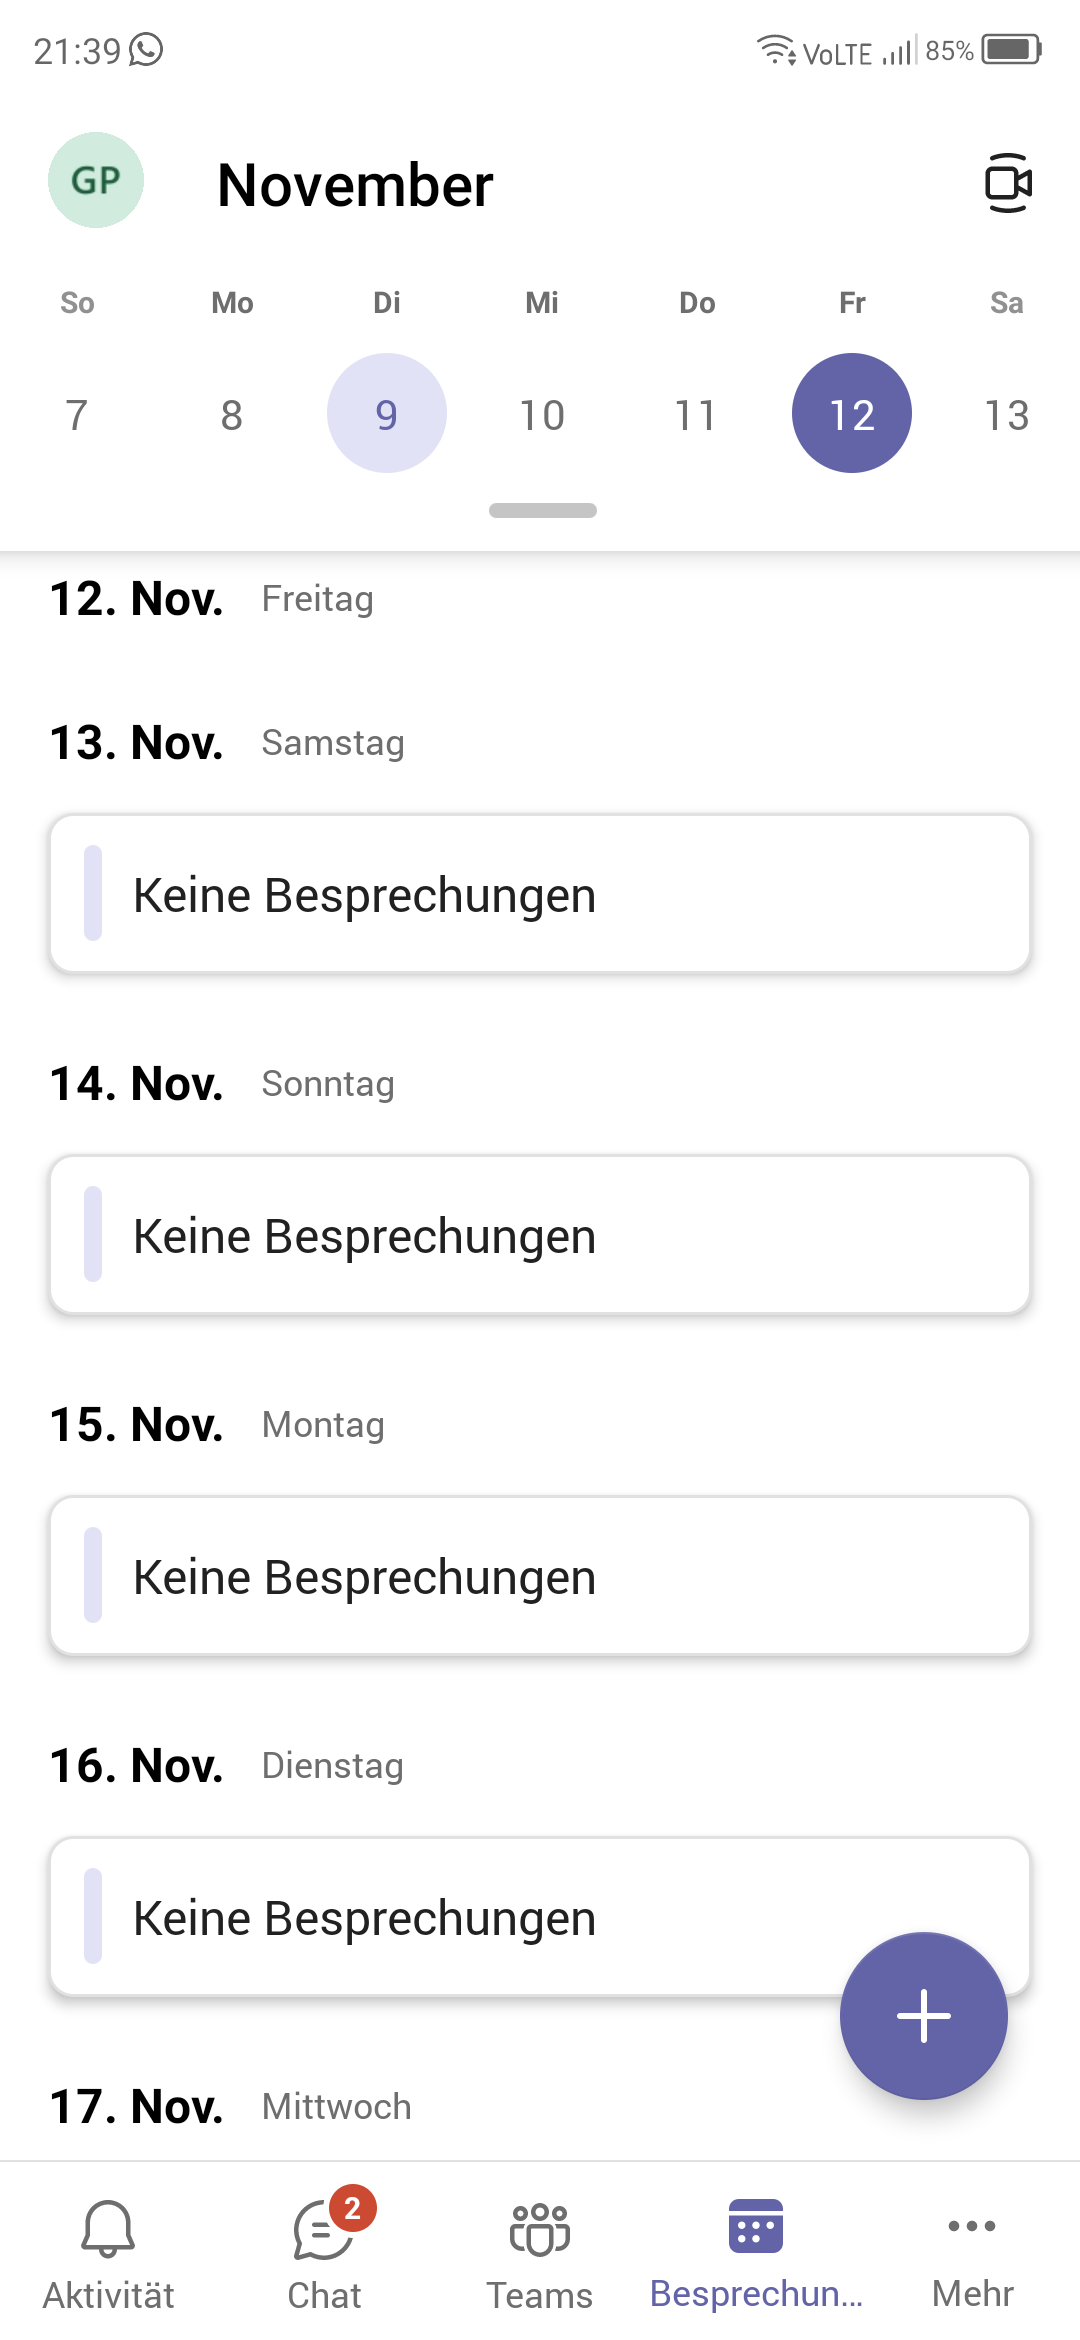 21:39 VoLTE 85%
GP November
So Mo Di Mi Do Fr Sa
7 8 9 10 11 12 13
12. Nov. Freitag
13. Nov. Samstag
Keine Besprechungen
14. Nov. Sonntag
Keine Besprechungen
15. Nov. Montag
Keine Besprechungen
16. Nov. Dienstag
Keine Besprechungen
17. Nov. Mittwoch
2
Aktivität Chat Teams Besprechun... Mehr